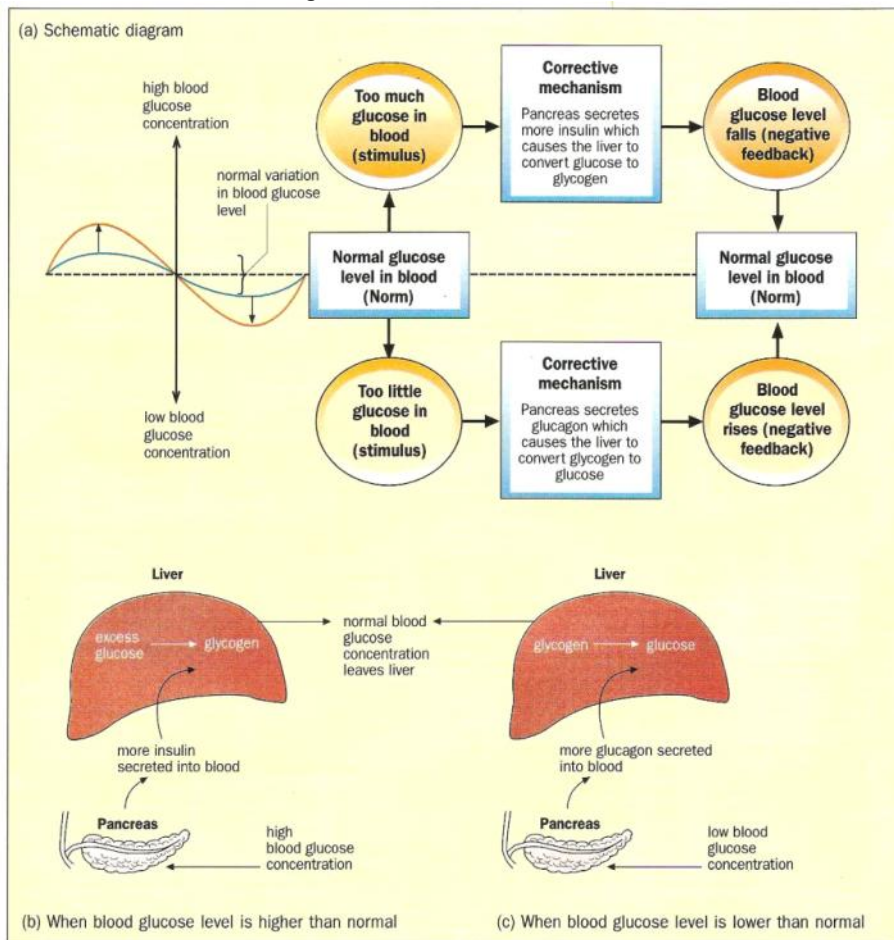 (a) Schematic diagram
high blood
glucose
concentration
normal variation
in blood glucose
level
low blood
glucose
concentration
Too much
glucose in
blood
(stimulus)
Corrective
mechanism
Pancreas secretes
more insulin which
causes the liver to
convert glucose to
glycogen
Blood
glucose level
falls (negative
feedback)
Normal glucose
level in blood
(Norm)
Normal glucose
level in blood
(Norm)
Too little
glucose in
blood
(stimulus)
Corrective
mechanism
Pancreas secretes
glucagon which
causes the liver to
convert glycogen to
glucose
Blood
glucose level
rises (negative
feedback)
Liver
excess
glucose
glycogen
more insulin
secreted into blood
Pancreas
high
blood glucose
concentration
(b) When blood glucose level is higher than normal
normal blood
glucose
concentration
leaves liver
Liver
glycogen
glucose
more glucagon secreted
into blood
Pancreas
low blood
glucose
concentration
(c) When blood glucose level is lower than normal